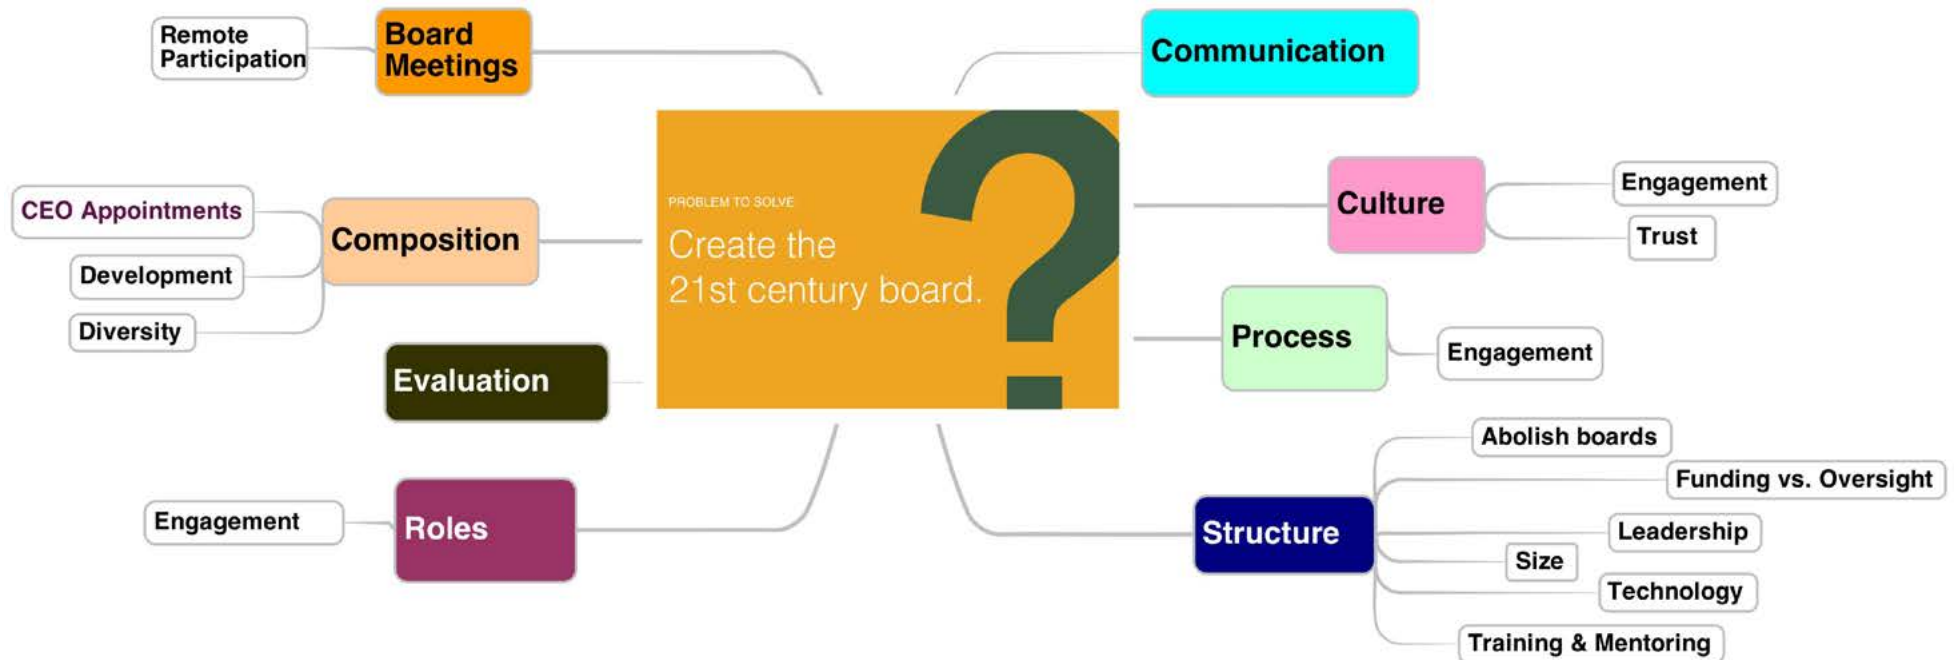 Remote
Participation
Board
Meetings
Communication
PROBLEM TO SOLVE
Create the
21st century board.
CEO Appointments
Development
Diversity
Composition
Evaluation
Engagement
Roles
Culture
Engagement
Trust
Process
Engagement
Structure
Abolish boards
Funding vs. Oversight
Leadership
Size
Technology
Training & Mentoring